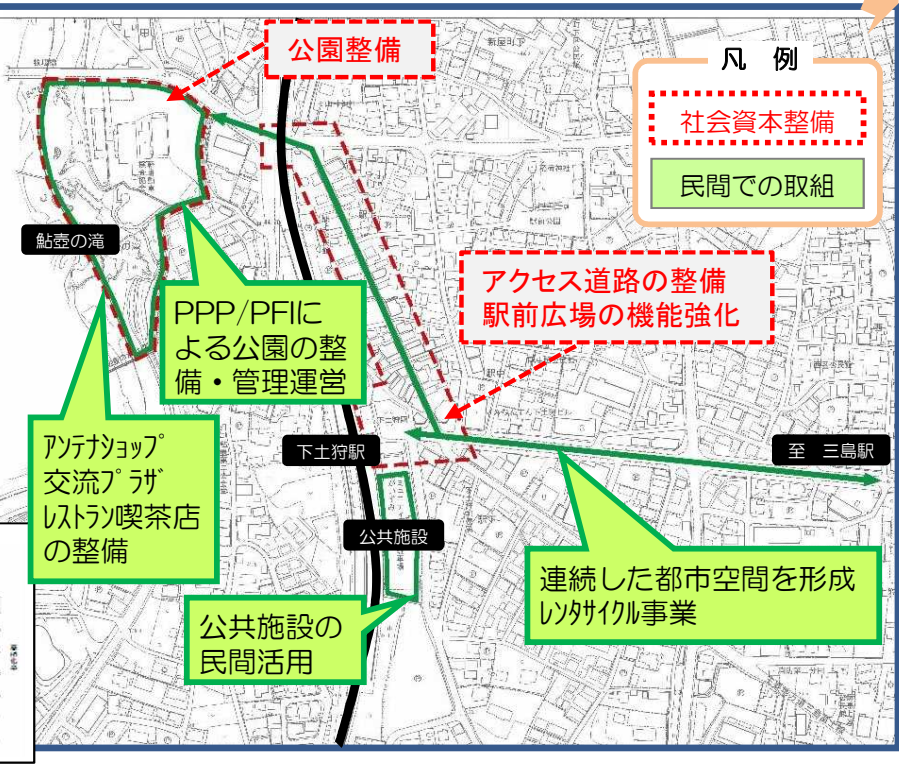 公園整備
凡 例
社会資本整備
民間での取組
鮎壺の滝
PPP/PFIに
よる公園の整
備・管理運営
アクセス道路の整備
駅前広場の機能強化
ｱﾝﾃﾅｼｮｯﾌﾟ
交流ﾌﾟﾗｻﾞ
ﾚｽﾄﾗﾝ喫茶店
の整備
下土狩駅
至 三島駅
公共施設
連続した都市空間を形成
ﾚﾝﾀｻｲｸﾙ事業
公共施設の
民間活用